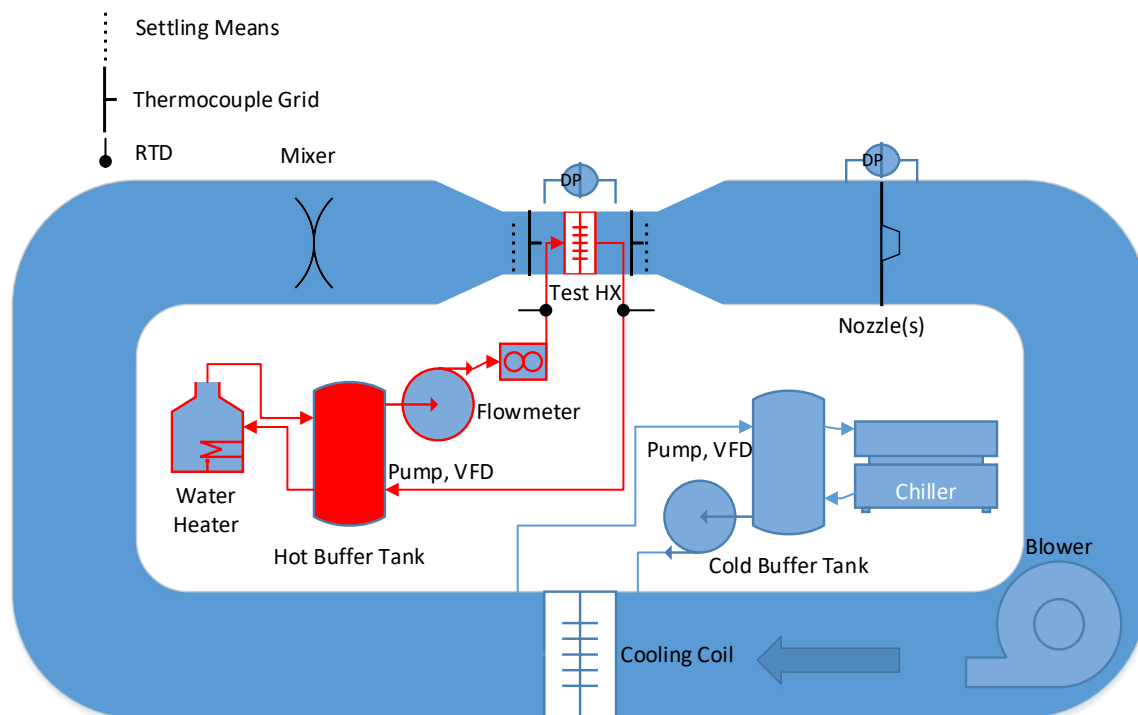 Settling Means
Thermocouple Grid
RTD
Mixer
DP
DP
Test HX
Nozzle(s)
Flowmeter
Pump, VFD
Water
Heater
Hot Buffer Tank
Pump, VFD
Chiller
Cold Buffer Tank
Blower
Cooling Coil